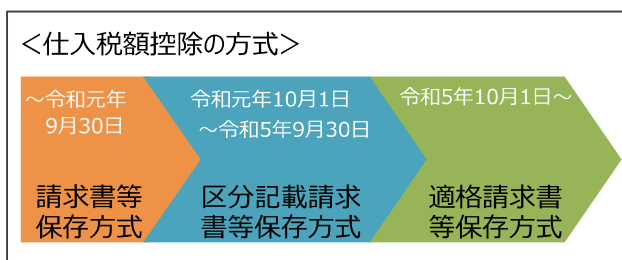 ＜仕入税額控除の方式＞
～令和元年
9月30日
請求書等
保存方式
令和元年10月1日
～令和5年9月30日
区分記載請求
書等保存方式
令和5年10月1日～
適格請求書
等保存方式